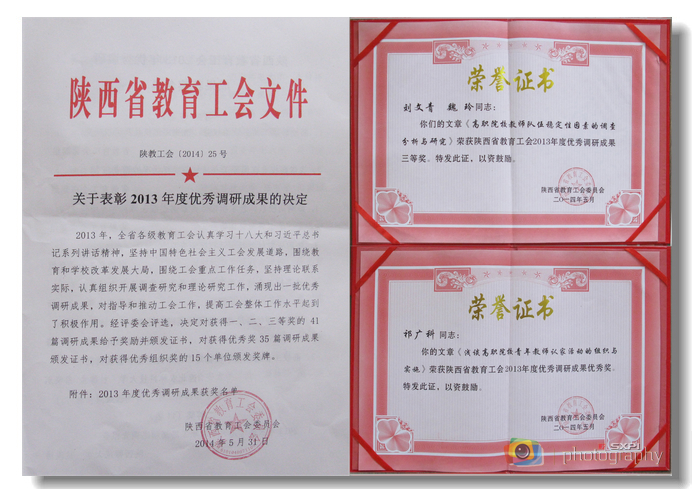 陕西省教育工会文件
陕教工会〔2014〕25号
关于表彰 2013 年度优秀调研成果的决定
2013年，全省各级教育工会认真学习十八大和习近平总书
记系列讲话精神，坚持中国特色社会主义工会发展道路，围绕教
育和学校改革发展大局，围绕工会重点工作任务，坚持理论联系
实际，认真组织开展调查研究和理论研究工作，涌现出一批优秀
调研成果，对指导和推动工会工作，提高工会整体工作水平起到
了积极作用。经评委会评选，决定对获得一、二、三等奖的 41
篇调研成果给予奖励并颁发证书，对获得优秀奖 35 篇调研成果
颁发证书，对获得优秀组织奖的 15 个单位颁发奖牌。
附件：2013 年度优秀调研成果获奖名单
陕西省教育工会委员会
2014年5月31日
荣誉证书
刘文青 魏玲同志：
你们的文章《高职院校教师队伍稳定性因素的调查
分析与研究》荣获陕西省教育工会2013年度优秀调研成果
三等奖。特发此证，以资鼓励。
陕西省教育工会委员会
二〇一四年五月
荣誉证书
祁广科同志：
你的文章《浅谈高职院校青年教师认家活动的组织与
实施》荣获陕西省教育工会2013年度优秀调研成果优秀奖。
特发此证，以资鼓励。
陕西省教育工会委员会
二〇一四年五月
SXPI
photography